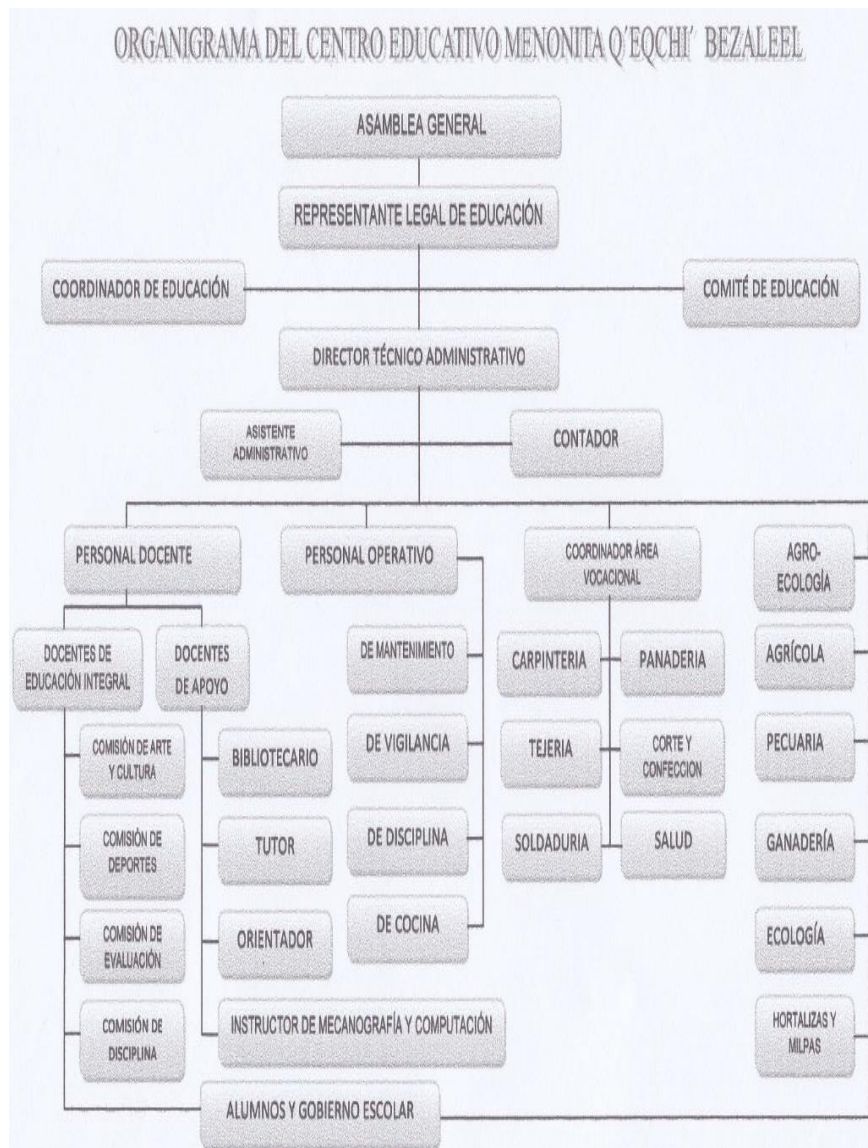 ORGANIGRAMA DEL CENTRO EDUCATIVO MENONITA Q´EQCHI´ BEZALEEL
ASAMBLEA GENERAL
REPRESENTANTE LEGAL DE EDUCACIÓN
COORDINADOR DE EDUCACIÓN
COMITÉ DE EDUCACIÓN
DIRECTOR TÉCNICO ADMINISTRATIVO
ASISTENTE
ADMINISTRATIVO
CONTADOR
PERSONAL DOCENTE
PERSONAL OPERATIVO
COORDINADOR ÁREA
VOCACIONAL
AGRO-
ECOLOGÍA
DOCENTES DE
EDUCACIÓN INTEGRAL
DOCENTES
DE APOYO
DE MANTENIMIENTO
CARPINTERIA
PANADERIA
AGRÍCOLA
COMISIÓN DE ARTE
Y CULTURA
BIBLIOTECARIO
DE VIGILANCIA
TEJERIA
CORTE Y
CONFECCION
PECUARIA
COMISIÓN DE
DEPORTES
TUTOR
DE DISCIPLINA
SOLDADURIA
SALUD
GANADERÍA
COMISIÓN DE
EVALUACIÓN
ORIENTADOR
DE COCINA
ECOLOGÍA
COMISIÓN DE
DISCIPLINA
INSTRUCTOR DE MECANOGRAFÍA Y COMPUTACIÓN
HORTALIZAS Y
MILPAS
ALUMNOS Y GOBIERNO ESCOLAR